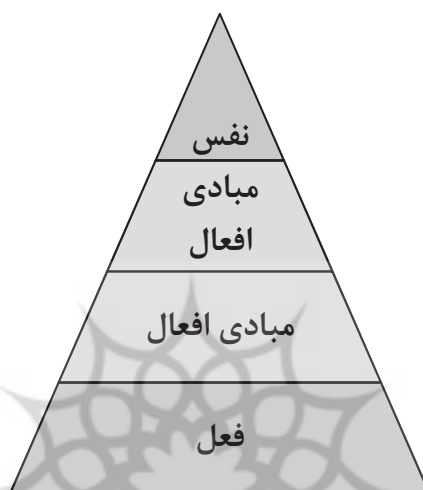 نفس
مبادی
افعال
مبادی افعال
فعل